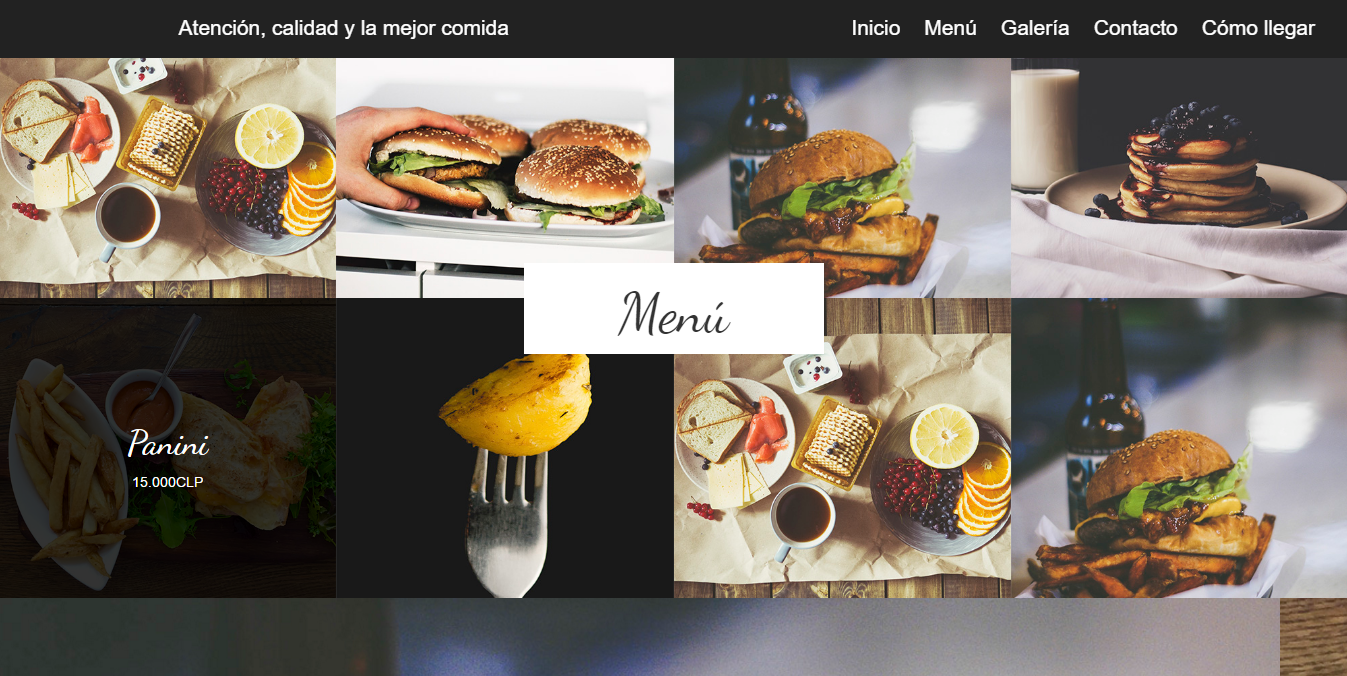 Atención, calidad y la mejor comida
Inicio Menú Galería Contacto Cómo llegar
Menú
Panini
15.000CLP